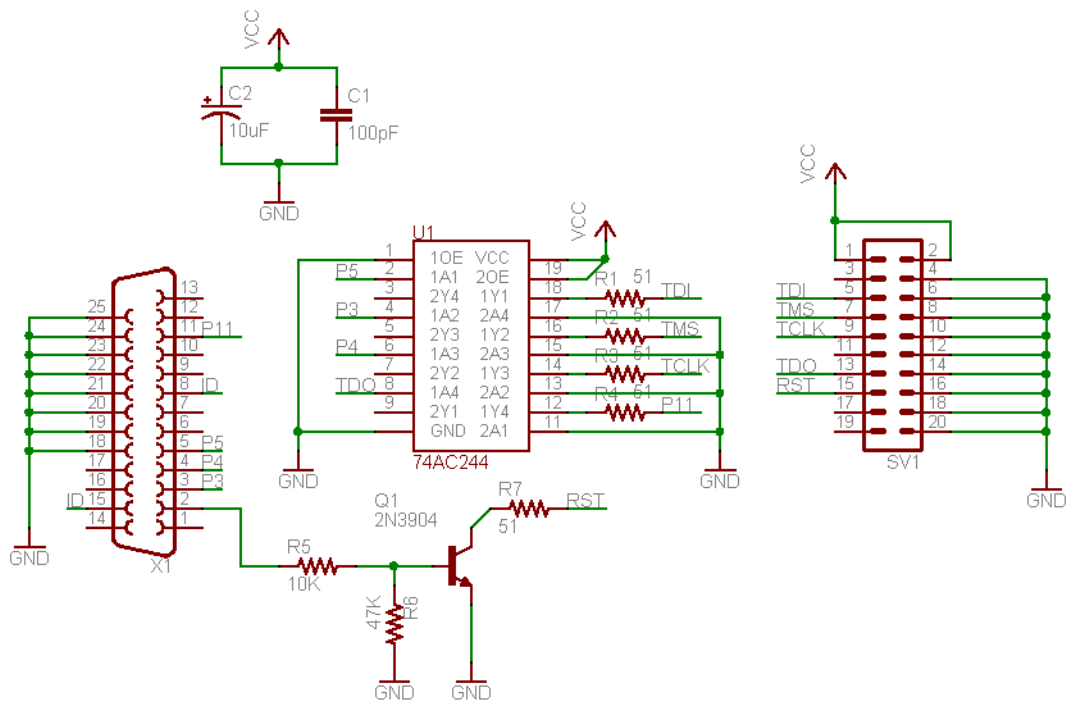 VCC
C2
10uF
C1
100pF
GND
VCC
1
3
5
7
9
11
13
15
17
19
2
4
6
8
10
12
14
16
18
20
TDI
TMS
TCLK
TDO
RST
SV1
GND
U1
1
2
3
4
5
6
7
8
9
P5
P3
P4
TDO
1OE
1A1
2Y4
1A2
2Y3
1A3
2Y2
1A4
2Y1
GND
VCC
2OE
1Y1
2A4
1Y2
2A3
1Y3
2A2
1Y4
2A1
19
18
17
16
15
14
13
12
11
74AC244
VCC
R1 51
TDI
R2 51
TMS
R3 51
TCLK
R4 51
P11
GND
GND
25
24
23
22
21
20
19
18
17
16
15
14
13
12
11
10
9
8
7
6
5
4
3
2
1
P11
ID
P5
P4
P3
ID
X1
GND
Q1
2N3904
R7
51
RST
R5
10K
47K
R6
GND
GND